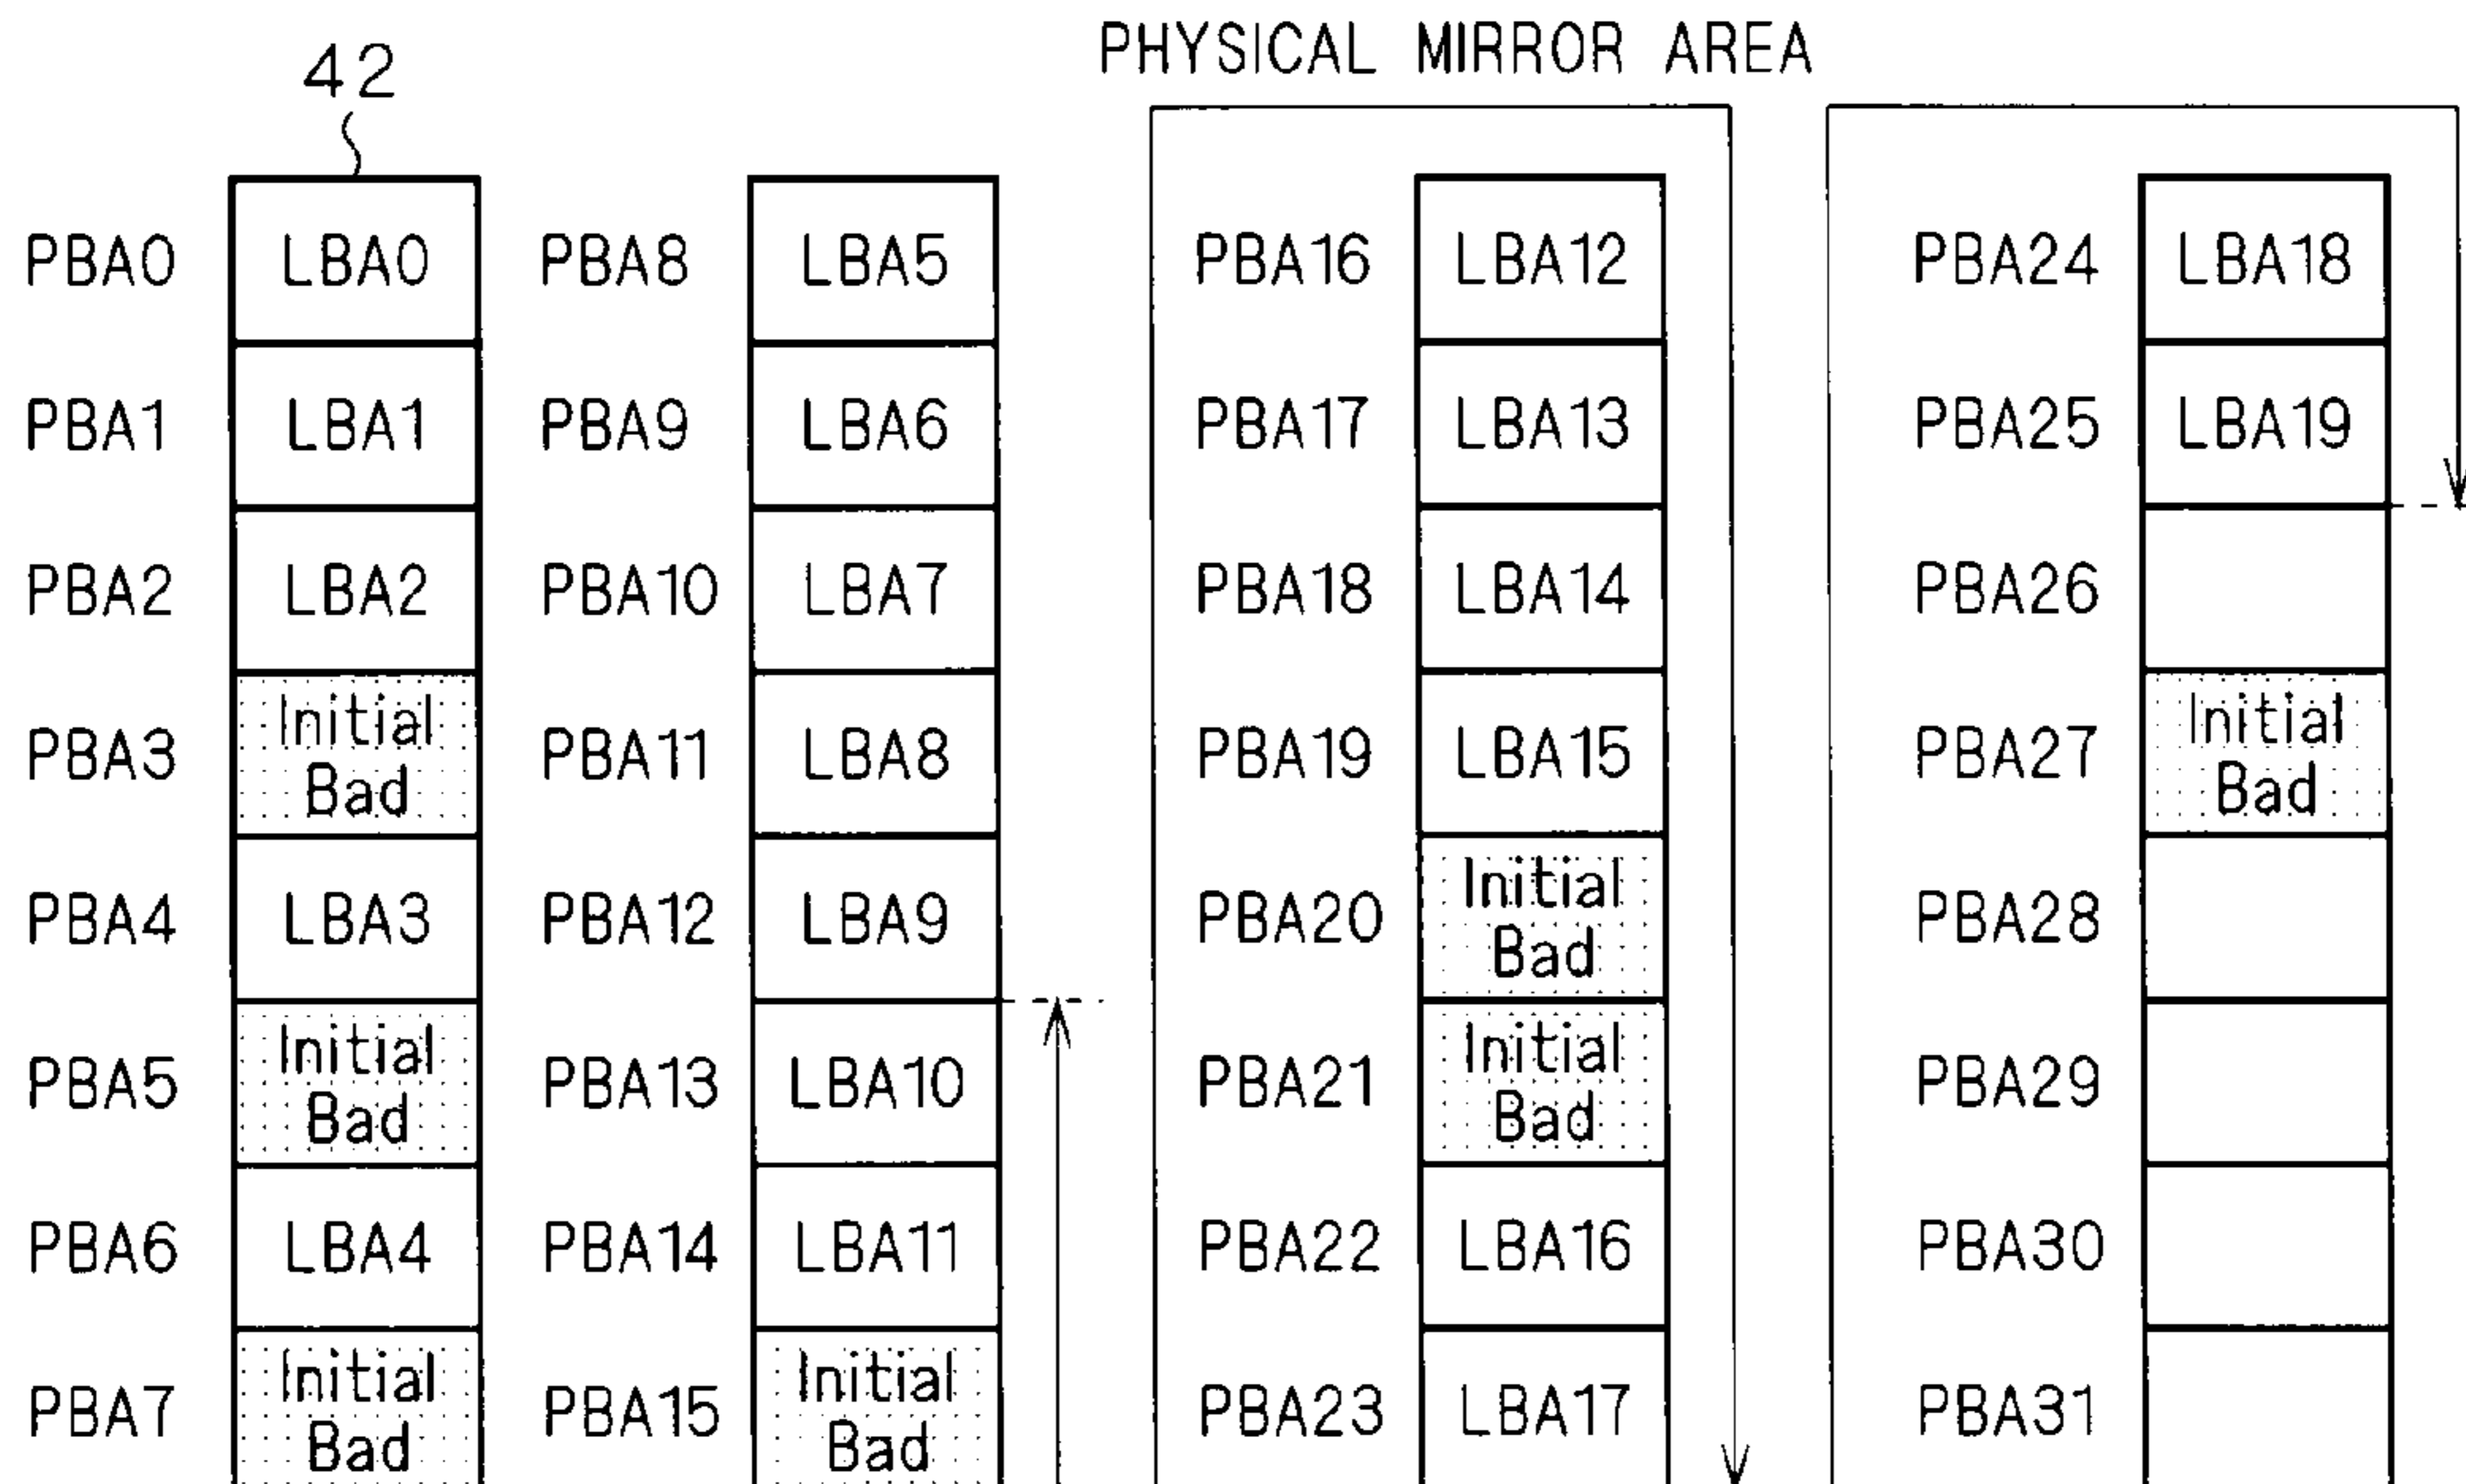 PHYSICAL MIRROR AREA
42
PBA0 LBA0 PBA8 LBA5 PBA16 LBA12 PBA24 LBA18
PBA1 LBA1 PBA9 LBA6 PBA17 LBA13 PBA25 LBA19
PBA2 LBA2 PBA10 LBA7 PBA18 LBA14 PBA26
PBA3 Initial Bad PBA11 LBA8 PBA19 LBA15 PBA27 Initial Bad
PBA4 LBA3 PBA12 LBA9 PBA20 Initial Bad PBA28
PBA5 Initial Bad PBA13 LBA10 PBA21 Initial Bad PBA29
PBA6 LBA4 PBA14 LBA11 PBA22 LBA16 PBA30
PBA7 Initial Bad PBA15 Initial Bad PBA23 LBA17 PBA31